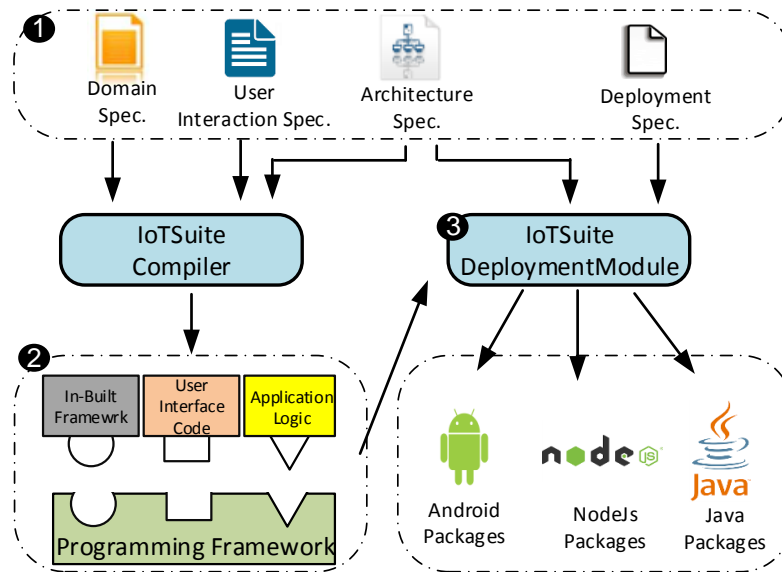 1
Domain
Spec.
User
Interaction Spec.
Architecture
Spec.
Deployment
Spec.
IoTSuite
Compiler
3
IoTSuite
DeploymentModule
2
In-Built
Framewrk
User
Interface
Code
Application
Logic
Programming Framework
Android
Packages
node JS
NodeJs
Packages
Java
Java
Packages